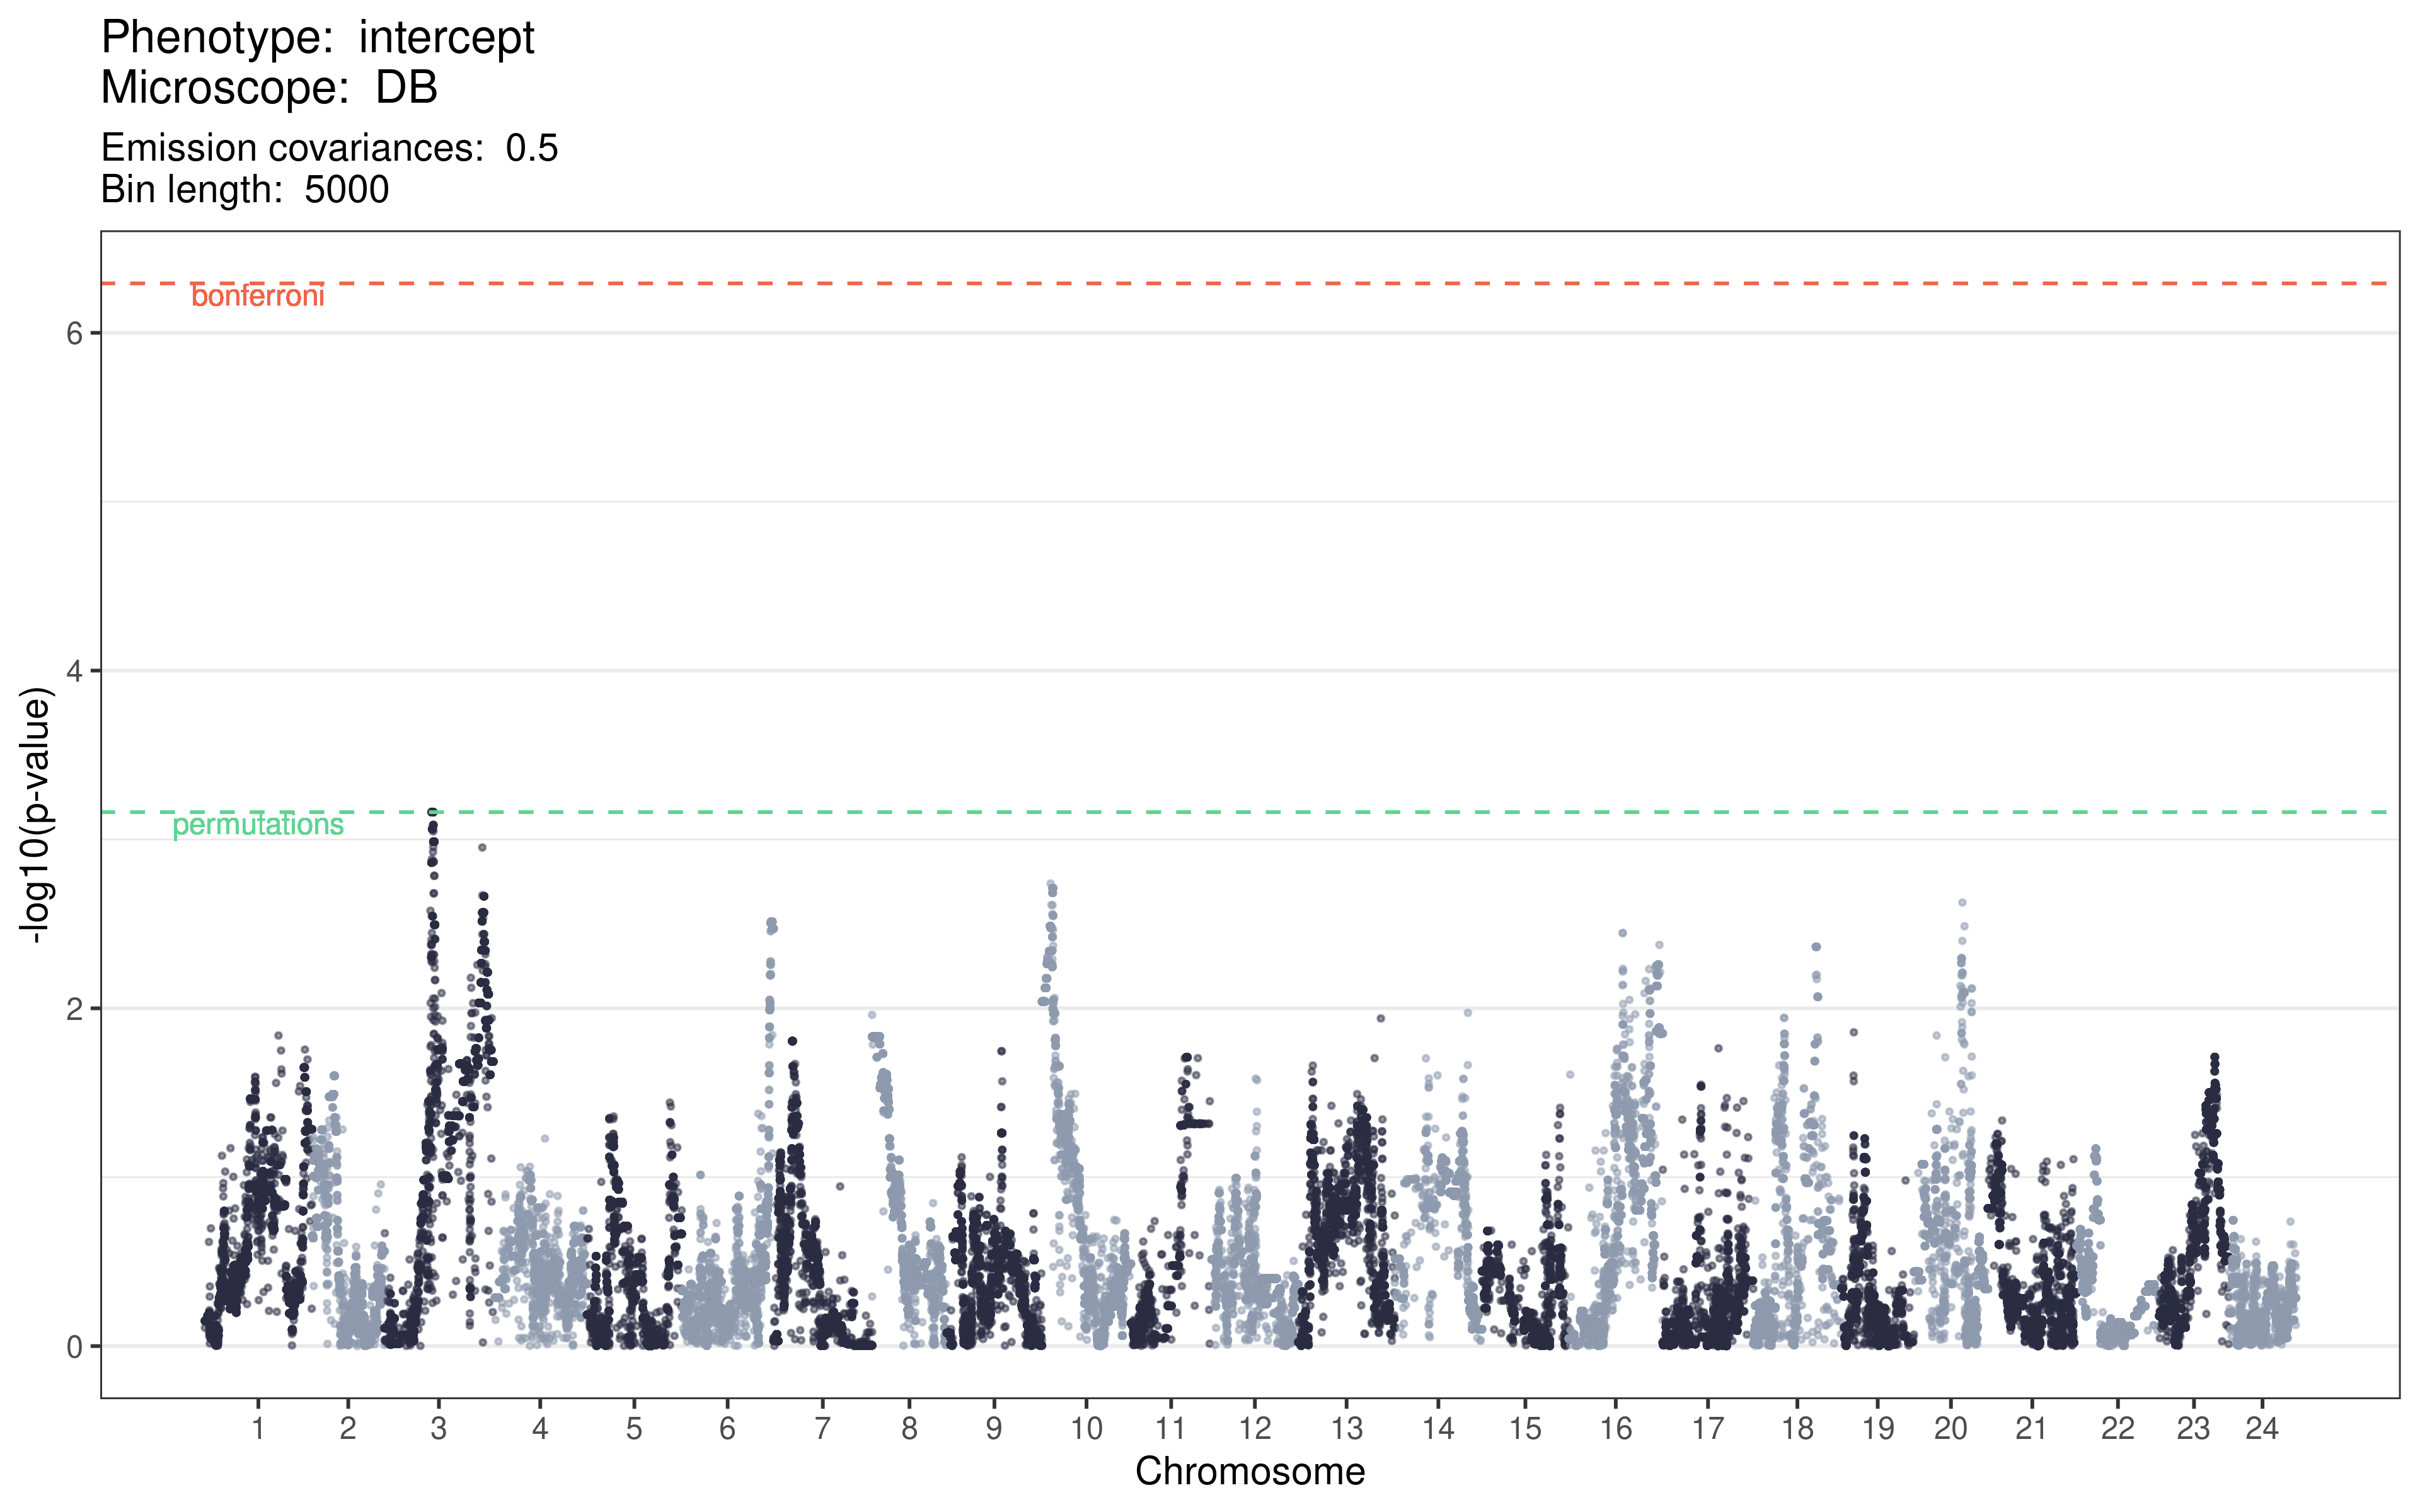 Phenotype: intercept
Microscope: DB
Emission covariances: 0.5
Bin length: 5000
bonferroni
6
4
permutations
2
0
-log10(p-value)
1 2 3 4 5 6 7 8 9 10 11 12 13 14 15 16 17 18 19 20 21 22 23 24
Chromosome